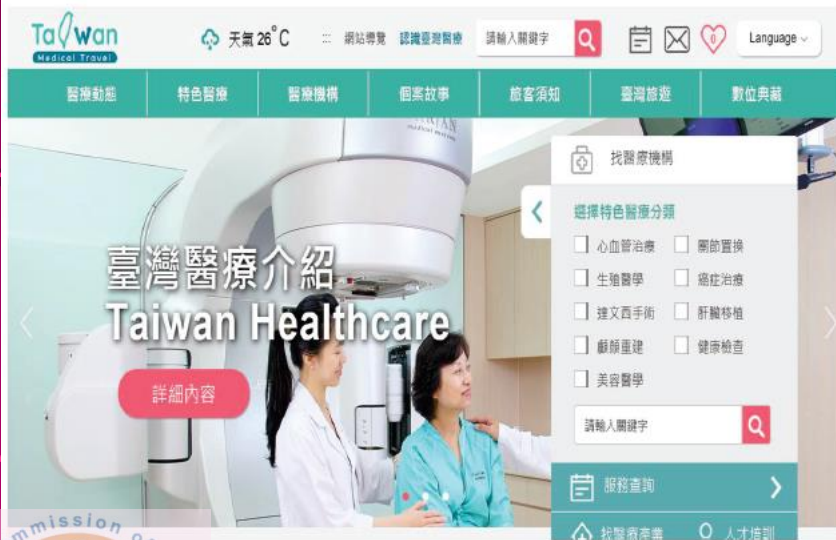 Taiwan
Medical Travel
天氣 26°C
::: 網站導覽 認識臺灣醫療
請輸入關鍵字
0
Language
醫療動態 特色醫療 醫療機構 個案故事 旅客須知 臺灣旅遊 數位典藏
找醫療機構
選擇特色醫療分類
心血管治療 關節置換
生殖醫學 癌症治療
達文西手術 肝臟移植
顱顏重建 健康檢查
美容醫學
請輸入關鍵字
臺灣醫療介紹
Taiwan Healthcare
詳細內容
服務查詢
找醫療產業 人才培訓
mmission o